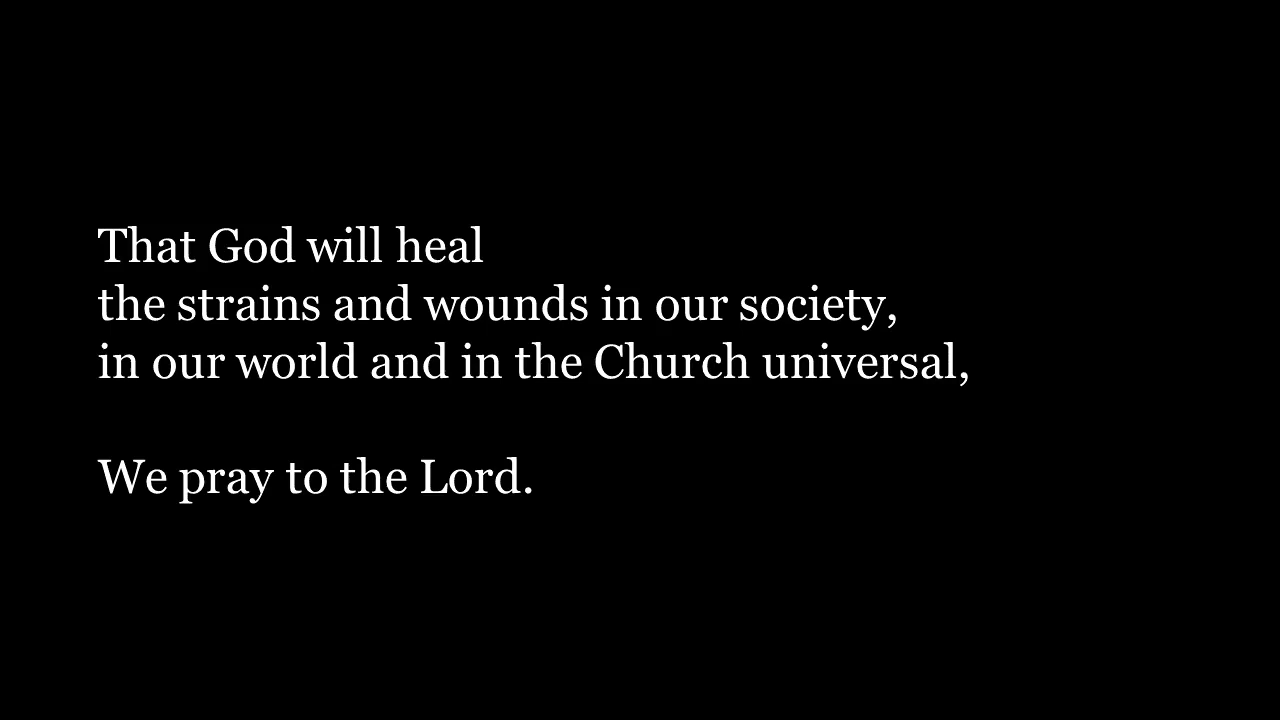 That God will heal
the strains and wounds in our society,
in our world and in the Church universal,
We pray to the Lord.